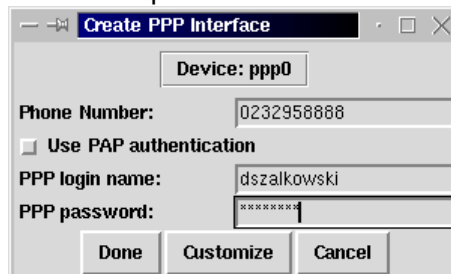 Create PPP Interface
Device: ppp0
Phone Number: 0232958888
Use PAP authentication
PPP login name: dszalkowski
PPP password: ********
Done Customize Cancel